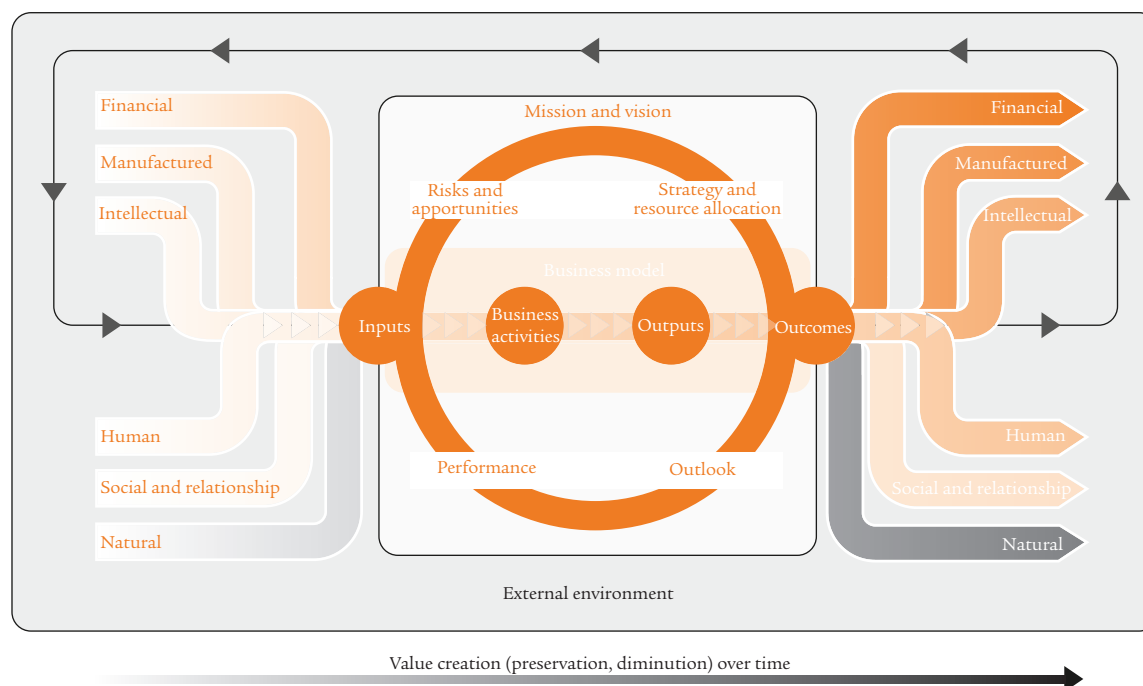 Financial
Manufactured
Intellectual
Human
Social and relationship
Natural
Mission and vision
Risks and
apportunities
Strategy and
resource allocation
Business model
Inputs
Business
activities
Outputs
Outcomes
Performance
Outlook
Financial
Manufactured
Intellectual
Human
Social and relationship
Natural
External environment
Value creation (preservation, diminution) over time